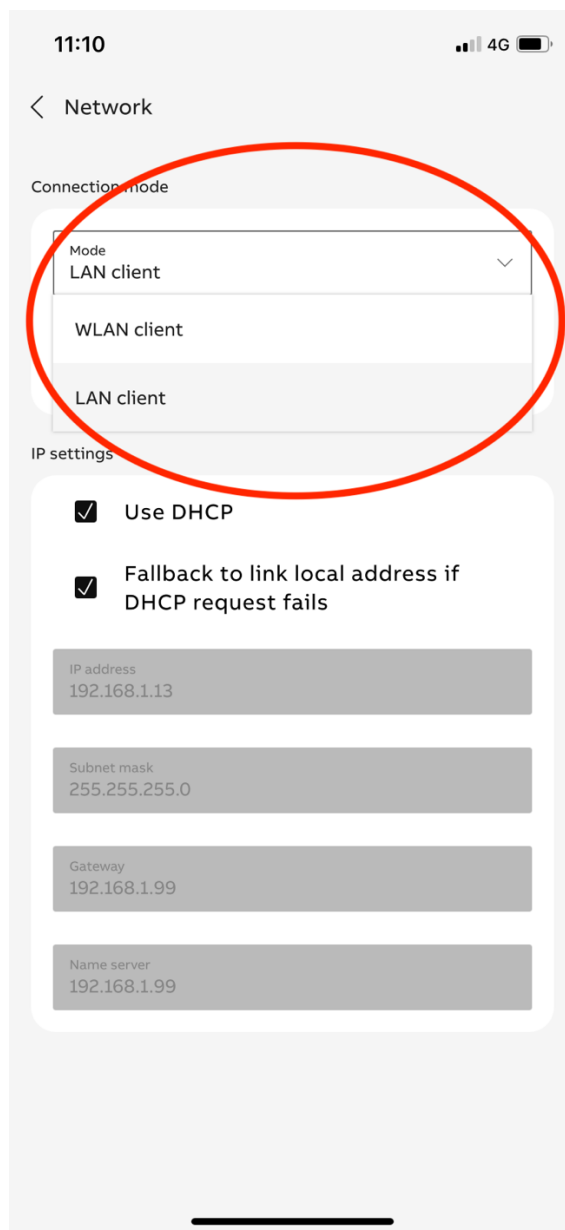 11:10
4G
Network
Connection mode
Mode
LAN client
WLAN client
LAN client
IP settings
Use DHCP
Fallback to link local address if
DHCP request fails
IP address
192.168.1.13
Subnet mask
255.255.255.0
Gateway
192.168.1.99
Name server
192.168.1.99